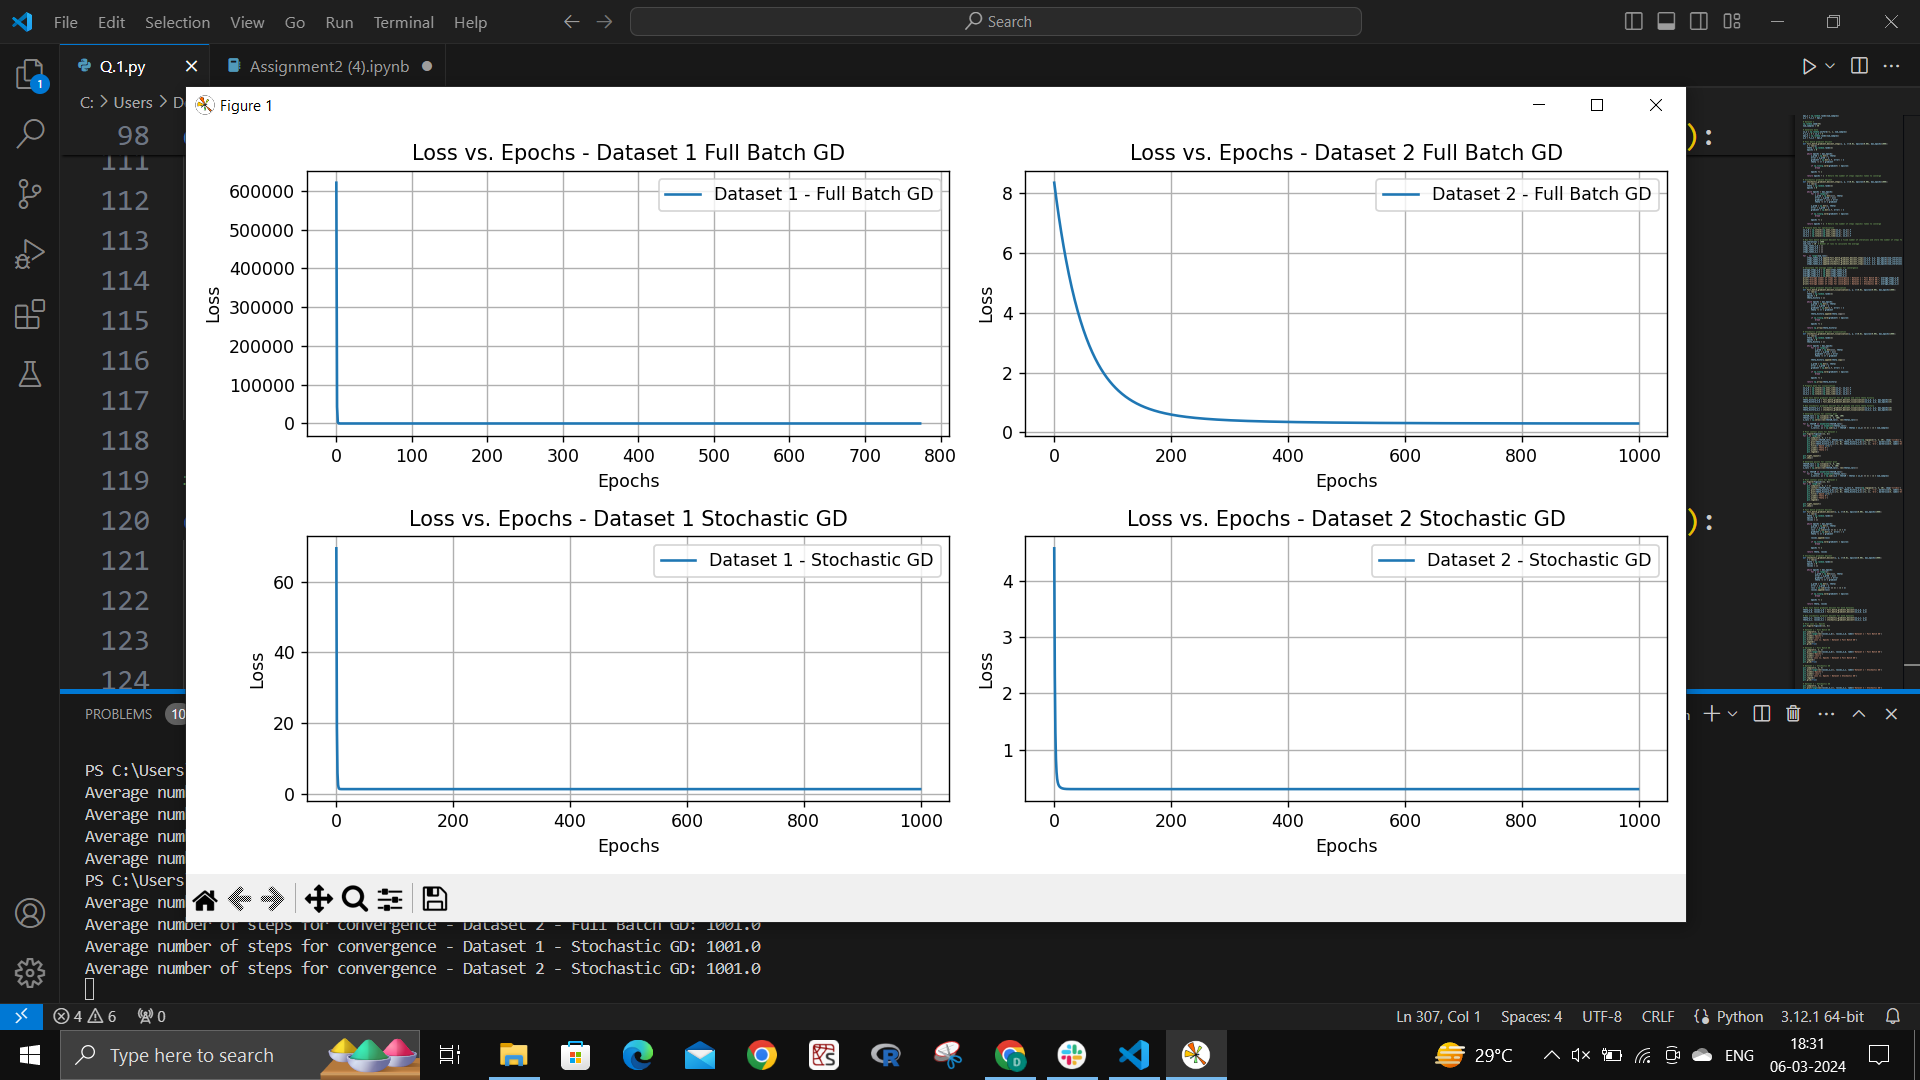 File Edit Selection View Go Run Terminal Help
Search
Q.1.py
Assignment2 (4).ipynb
1
C: > Users >
Figure 1
98
):
111
112
113
114
115
116
117
118
119
120
):
121
122
123
124
Loss vs. Epochs - Dataset 1 Full Batch GD
Dataset 1 - Full Batch GD
600000
500000
400000
300000
200000
100000
0
Loss
0 100 200 300 400 500 600 700 800
Epochs
Loss vs. Epochs - Dataset 2 Full Batch GD
Dataset 2 - Full Batch GD
8
6
4
2
0
Loss
0 200 400 600 800 1000
Epochs
Loss vs. Epochs - Dataset 1 Stochastic GD
Dataset 1 - Stochastic GD
60
40
20
0
Loss
0 200 400 600 800 1000
Epochs
Loss vs. Epochs - Dataset 2 Stochastic GD
Dataset 2 - Stochastic GD
4
3
2
1
Loss
0 200 400 600 800 1000
Epochs
PROBLEMS 10
PS C:\Users
Average num
Average num
Average num
Average num
PS C:\Users
Average num
Average number of steps for convergence - Dataset 2 - Full Batch GD: 1001.0
Average number of steps for convergence - Dataset 1 - Stochastic GD: 1001.0
Average number of steps for convergence - Dataset 2 - Stochastic GD: 1001.0
4 6 0
Ln 307, Col 1 Spaces: 4 UTF-8 CRLF Python 3.12.1 64-bit
Type here to search
29°C
ENG
18:31
06-03-2024